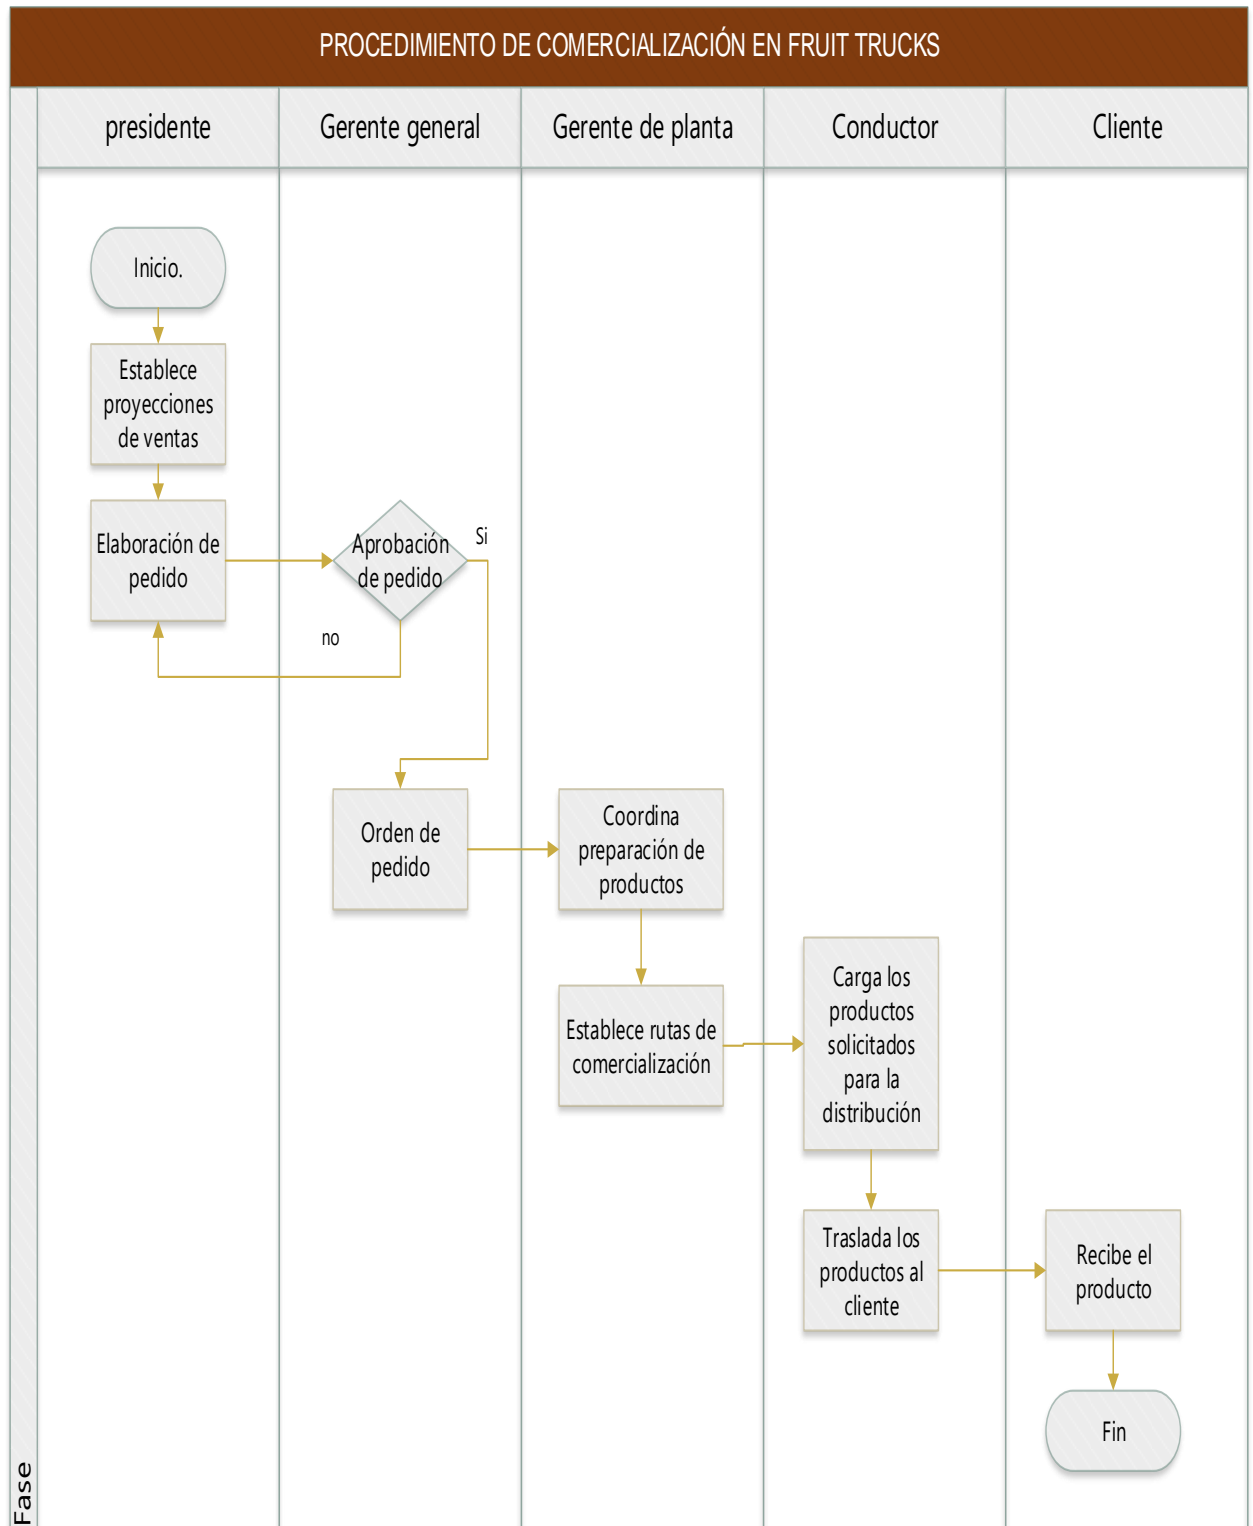 PROCEDIMIENTO DE COMERCIALIZACIÓN EN FRUIT TRUCKS
presidente
Gerente general
Gerente de planta
Conductor
Cliente
Inicio.
Establece
proyecciones
de ventas
Elaboración de
pedido
Aprobación
de pedido
Si
no
Orden de
pedido
Coordina
preparación de
productos
Establece rutas de
comercialización
Carga los
productos
solicitados
para la
distribución
Traslada los
productos al
cliente
Recibe el
producto
Fin
Fase